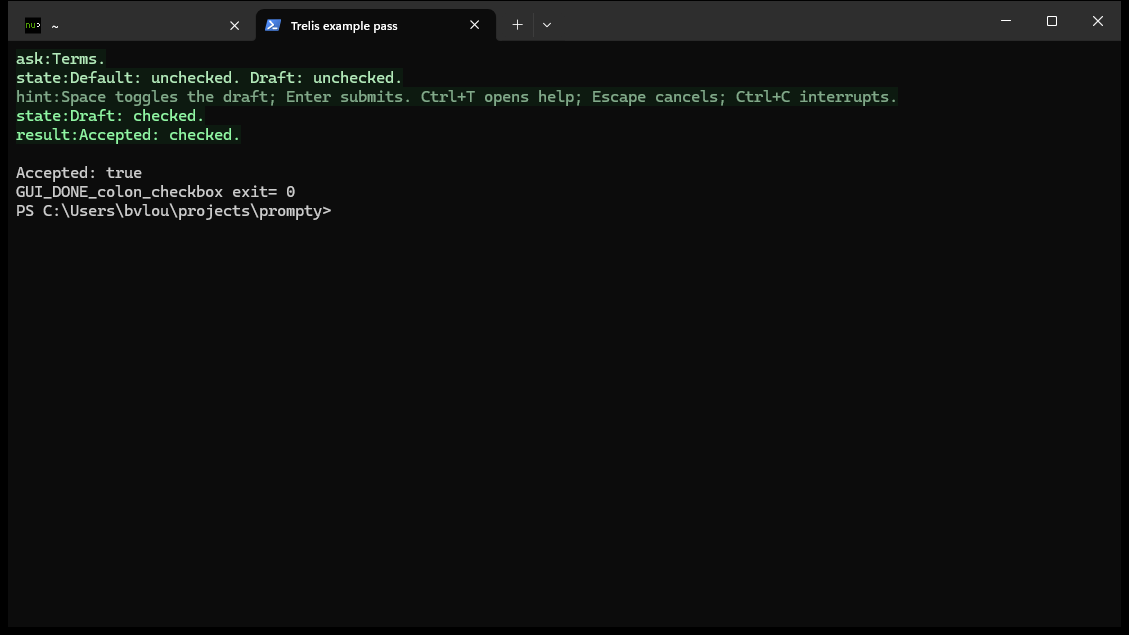 nu> ~
Trelis example pass
ask:Terms.
state:Default: unchecked. Draft: unchecked.
hint:Space toggles the draft; Enter submits. Ctrl+T opens help; Escape cancels; Ctrl+C interrupts.
state:Draft: checked.
result:Accepted: checked.
Accepted: true
GUI_DONE_colon_checkbox exit= 0
PS C:\Users\bvlou\projects\prompty>